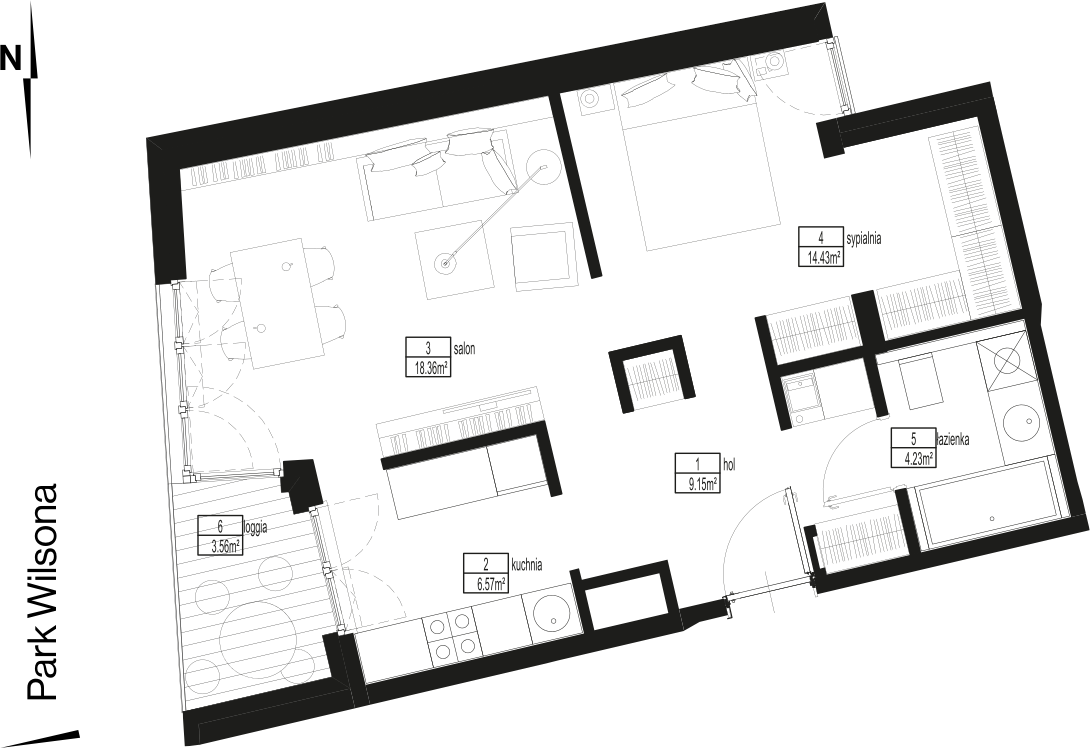 N
4 sypialnia
14.43m²
3 salon
18.36m²
5 łazienka
4.23m²
1 hol
9.15m²
6 loggia
3.56m²
2 kuchnia
6.57m²
Park Wilsona